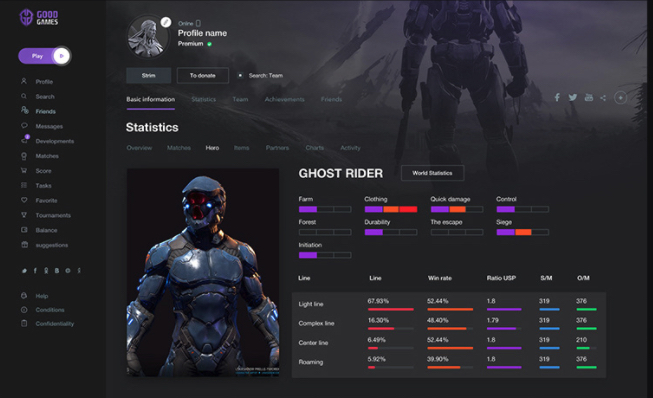 GOOD
GAMES
Play
Profile
Search
Friends
Messages
Developments
Matches
Score
Tasks
Favorite
Tournaments
Balance
suggestions
Help
Conditions
Confidentiality
Online
Profile name
Premium
Strim
To donate
Search: Team
Basic information Statistics Team Achievements Friends
Statistics
Overview Matches Hero Items Partners Charts Activity
GHOST RIDER World Statistics
Farm Clothing Quick damage Control
Forest Durability The escape Siege
Initiation
Line Line Win rate Ratio USP S/M O/M
Light line 67.93% 52.44% 1.8 319 376
Complex line 16.30% 48.40% 1.79 319 376
Center line 6.49% 52.44% 1.8 319 210
Roaming 5.92% 39.90% 1.8 319 376